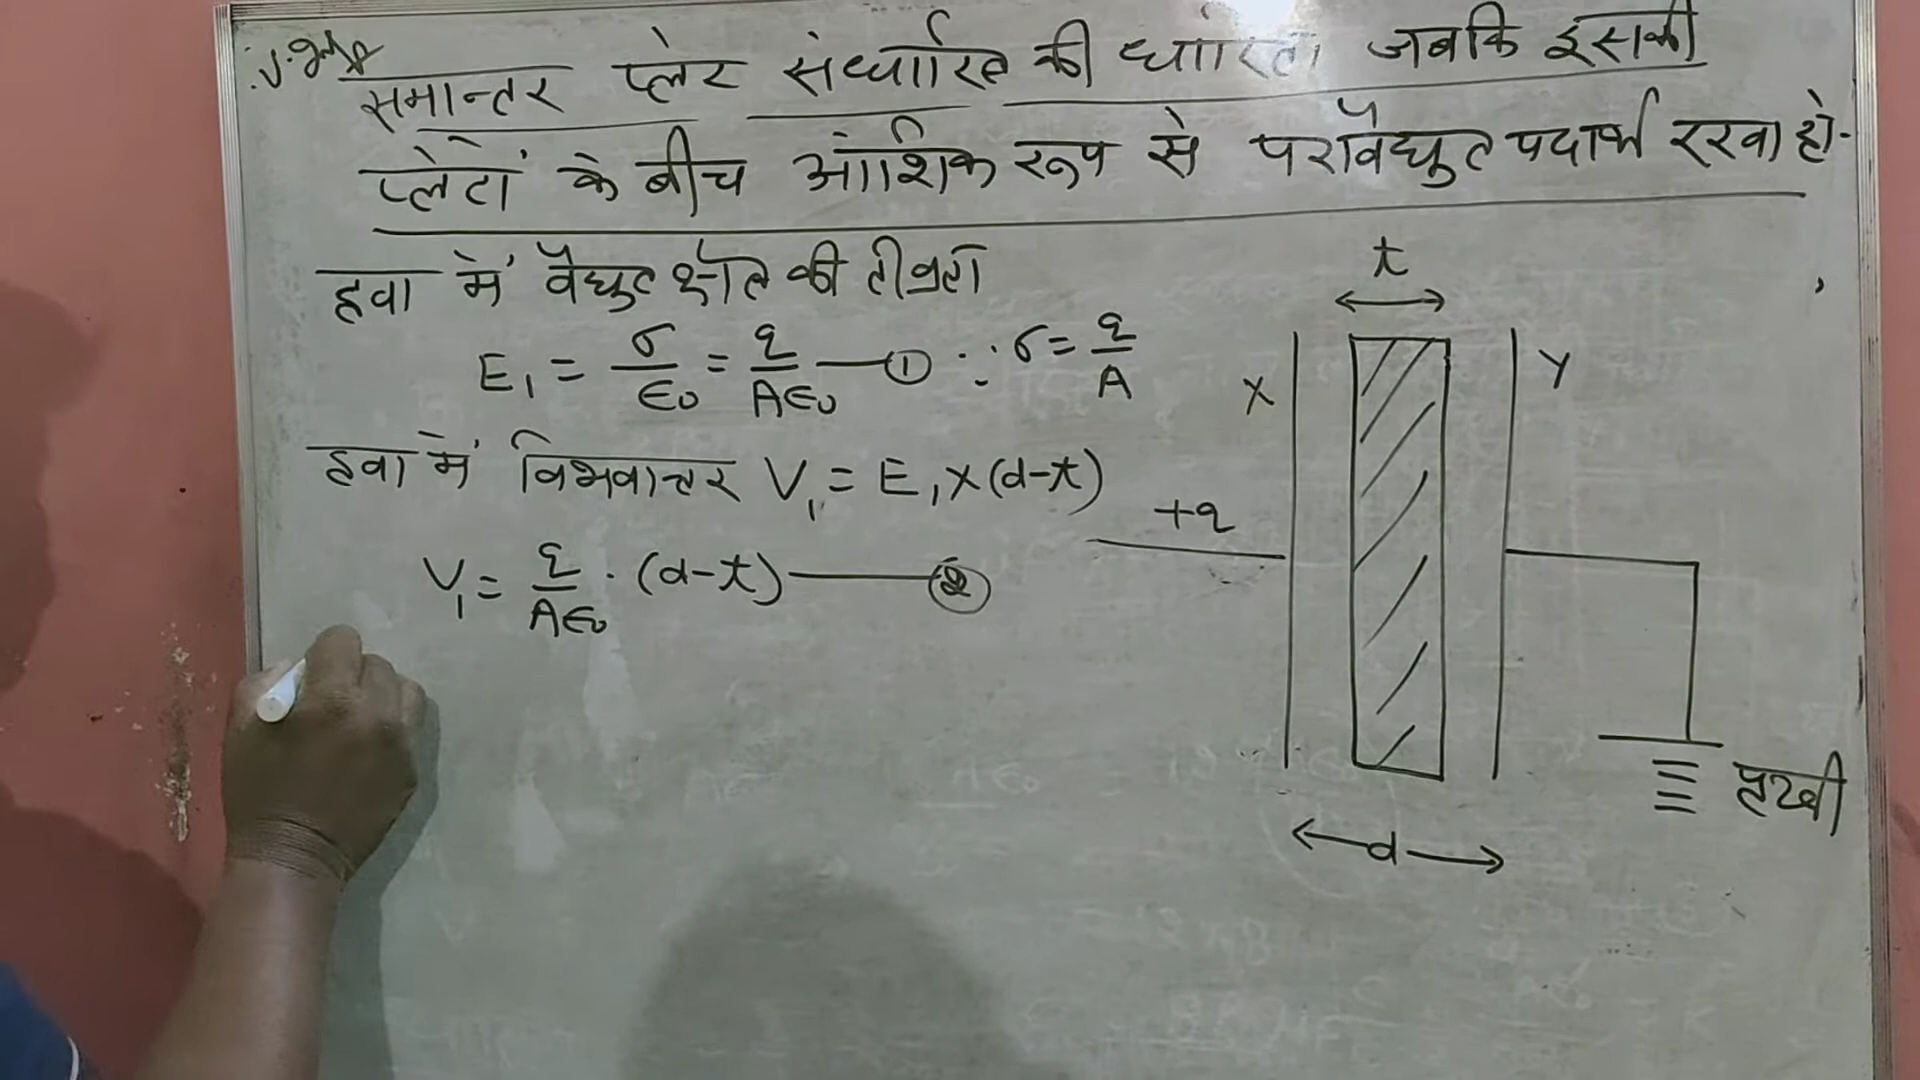 V.Imp
समान्तर प्लेट संधारित्र की धारिता जबकि इसकी
प्लेटों के बीच आंशिक रूप से परावैद्युत पदार्थ रखा हो-
हवा में वैद्युत क्षेत्र की तीव्रता
E₁ = σ/ϵ₀ = q/Aϵ₀ —① ∵ σ = q/A
हवा में विभवान्तर V₁ = E₁ × (d-t)
V₁ = q/Aϵ₀ · (d-t) —②
t
X
Y
+q
पृथ्वी
d